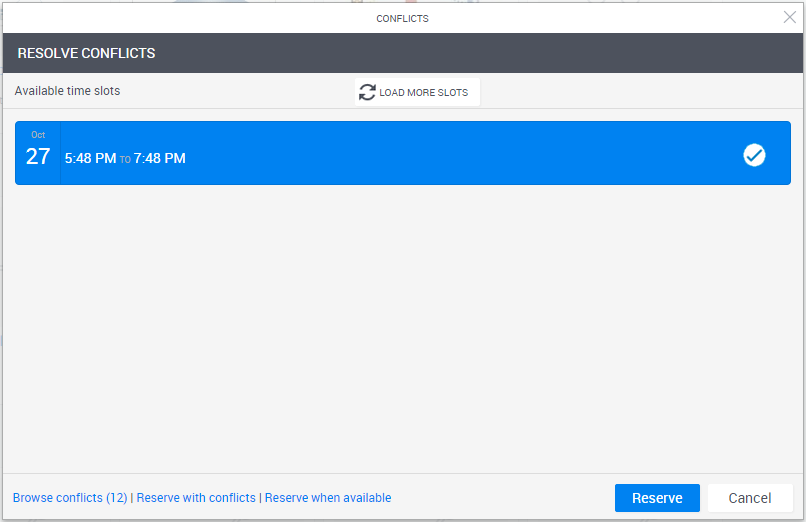 CONFLICTS
RESOLVE CONFLICTS
Available time slots
LOAD MORE SLOTS
Oct
27
5:48 PM TO 7:48 PM
Browse conflicts (12) | Reserve with conflicts | Reserve when available
Reserve
Cancel